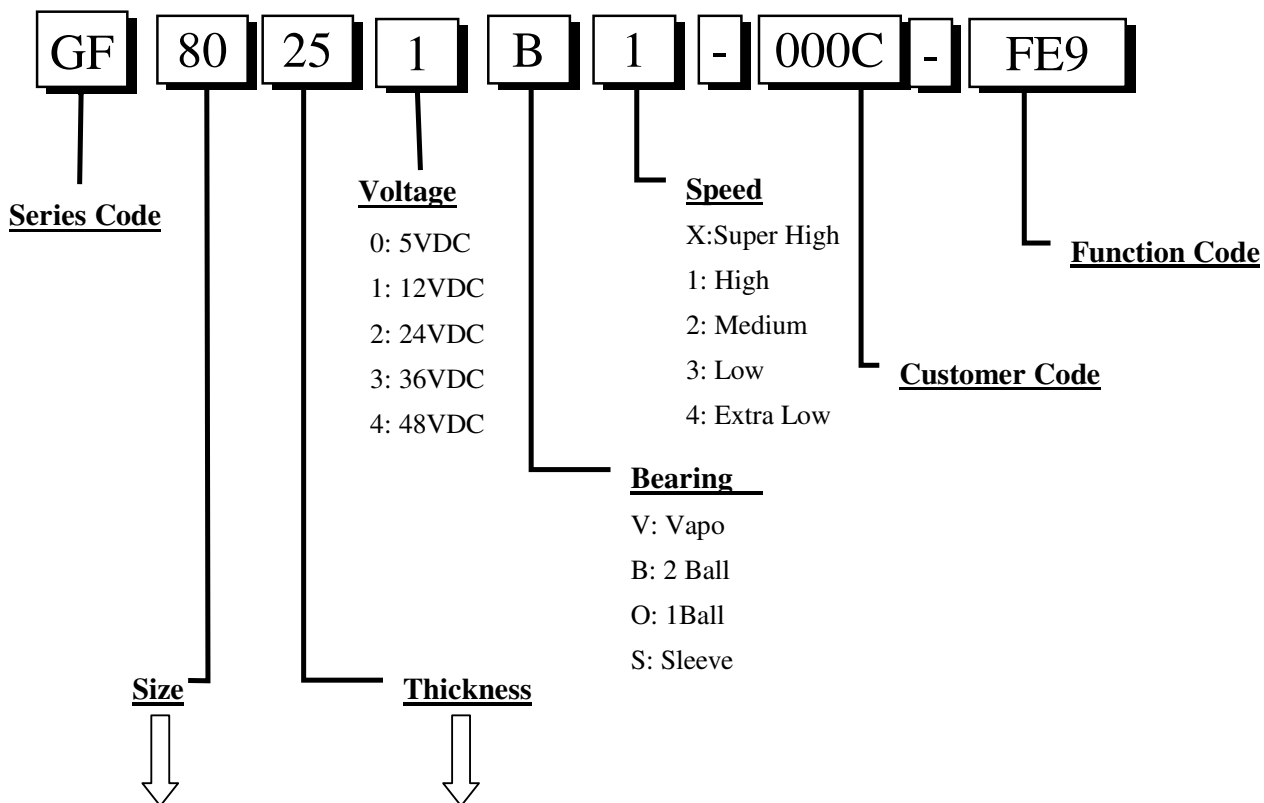 GF 80 25 1 B 1 - 000C - FE9
Series Code
Voltage
0: 5VDC
1: 12VDC
2: 24VDC
3: 36VDC
4: 48VDC
Speed
X:Super High
1: High
2: Medium
3: Low
4: Extra Low
Function Code
Customer Code
Bearing
V: Vapo
B: 2 Ball
O: 1Ball
S: Sleeve
Size
Thickness